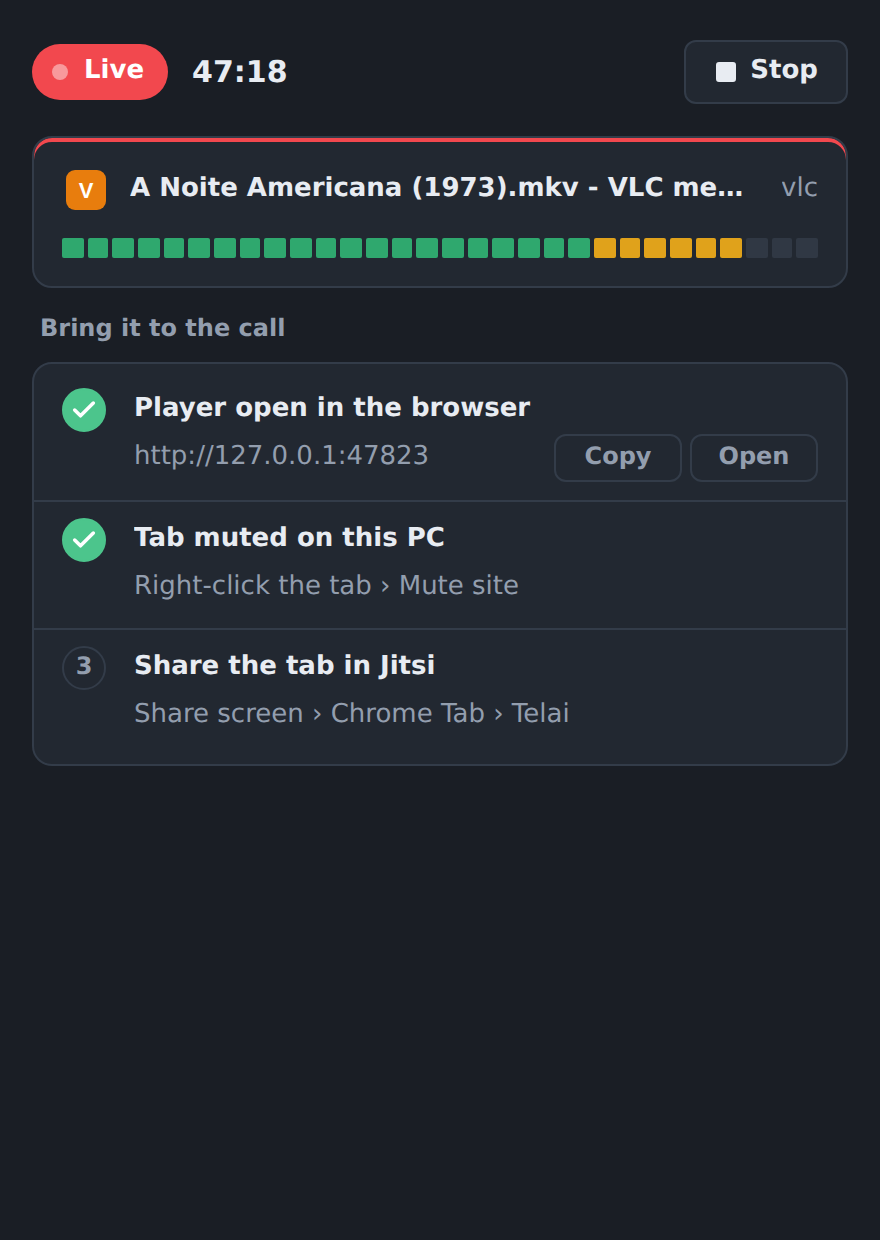 Live 47:18 Stop
V A Noite Americana (1973).mkv - VLC me… vlc
Bring it to the call
Player open in the browser
http://127.0.0.1:47823 Copy Open
Tab muted on this PC
Right-click the tab › Mute site
3 Share the tab in Jitsi
Share screen › Chrome Tab › Telai